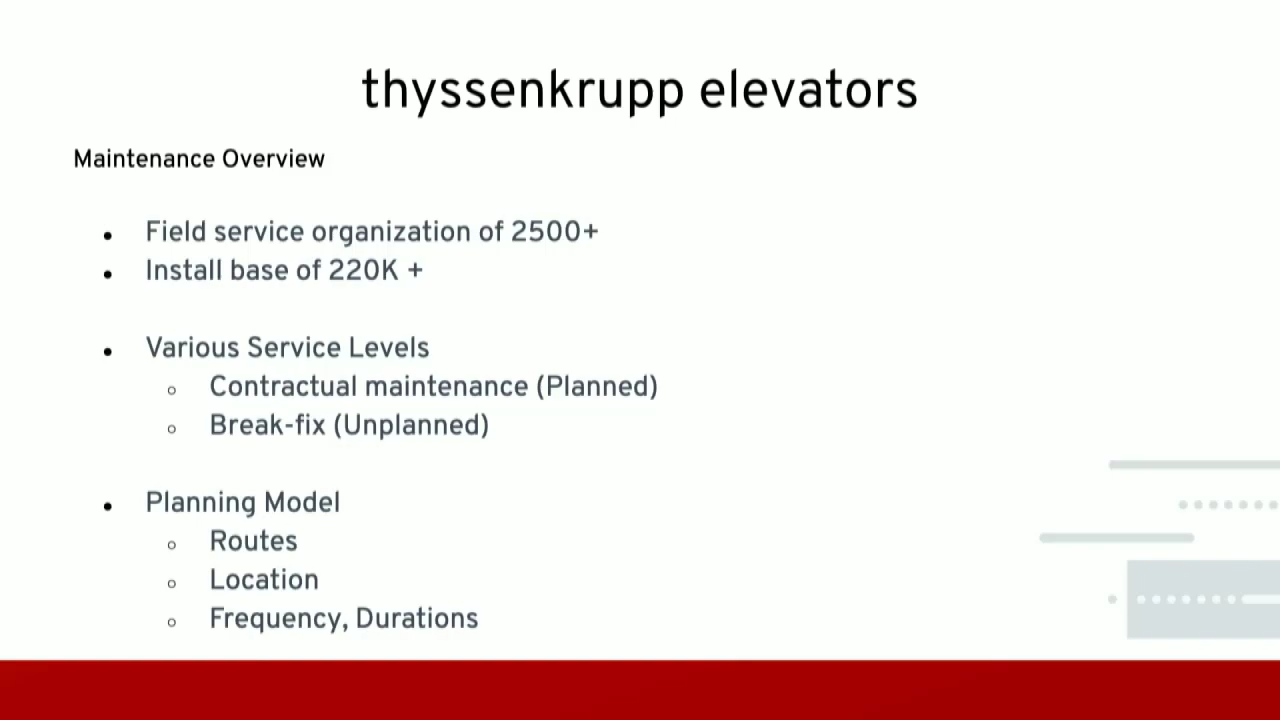 thyssenkrupp elevators
Maintenance Overview
• Field service organization of 2500+
• Install base of 220K +
• Various Service Levels
○ Contractual maintenance (Planned)
○ Break-fix (Unplanned)
• Planning Model
○ Routes
○ Location
○ Frequency, Durations